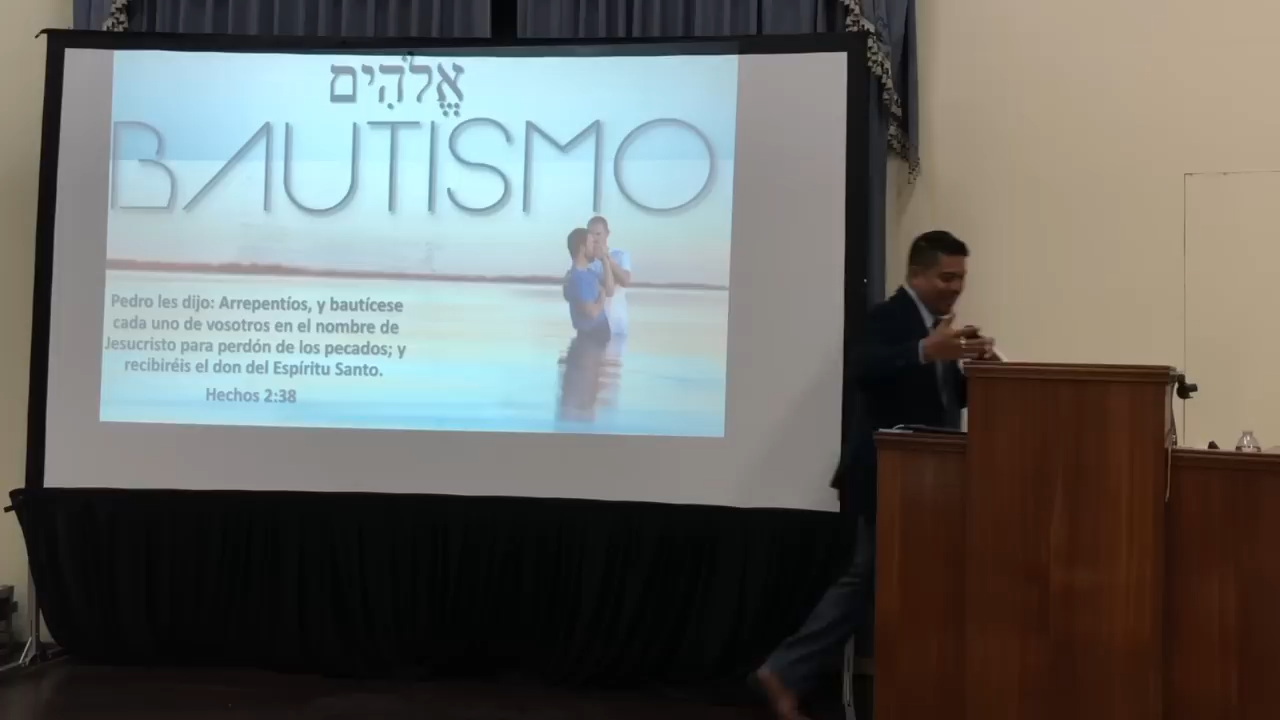 אֱלֹהִים
BAUTISMO
Pedro les dijo: Arrepentíos, y bautícese
cada uno de vosotros en el nombre de
Jesucristo para perdón de los pecados; y
recibiréis el don del Espíritu Santo.
Hechos 2:38